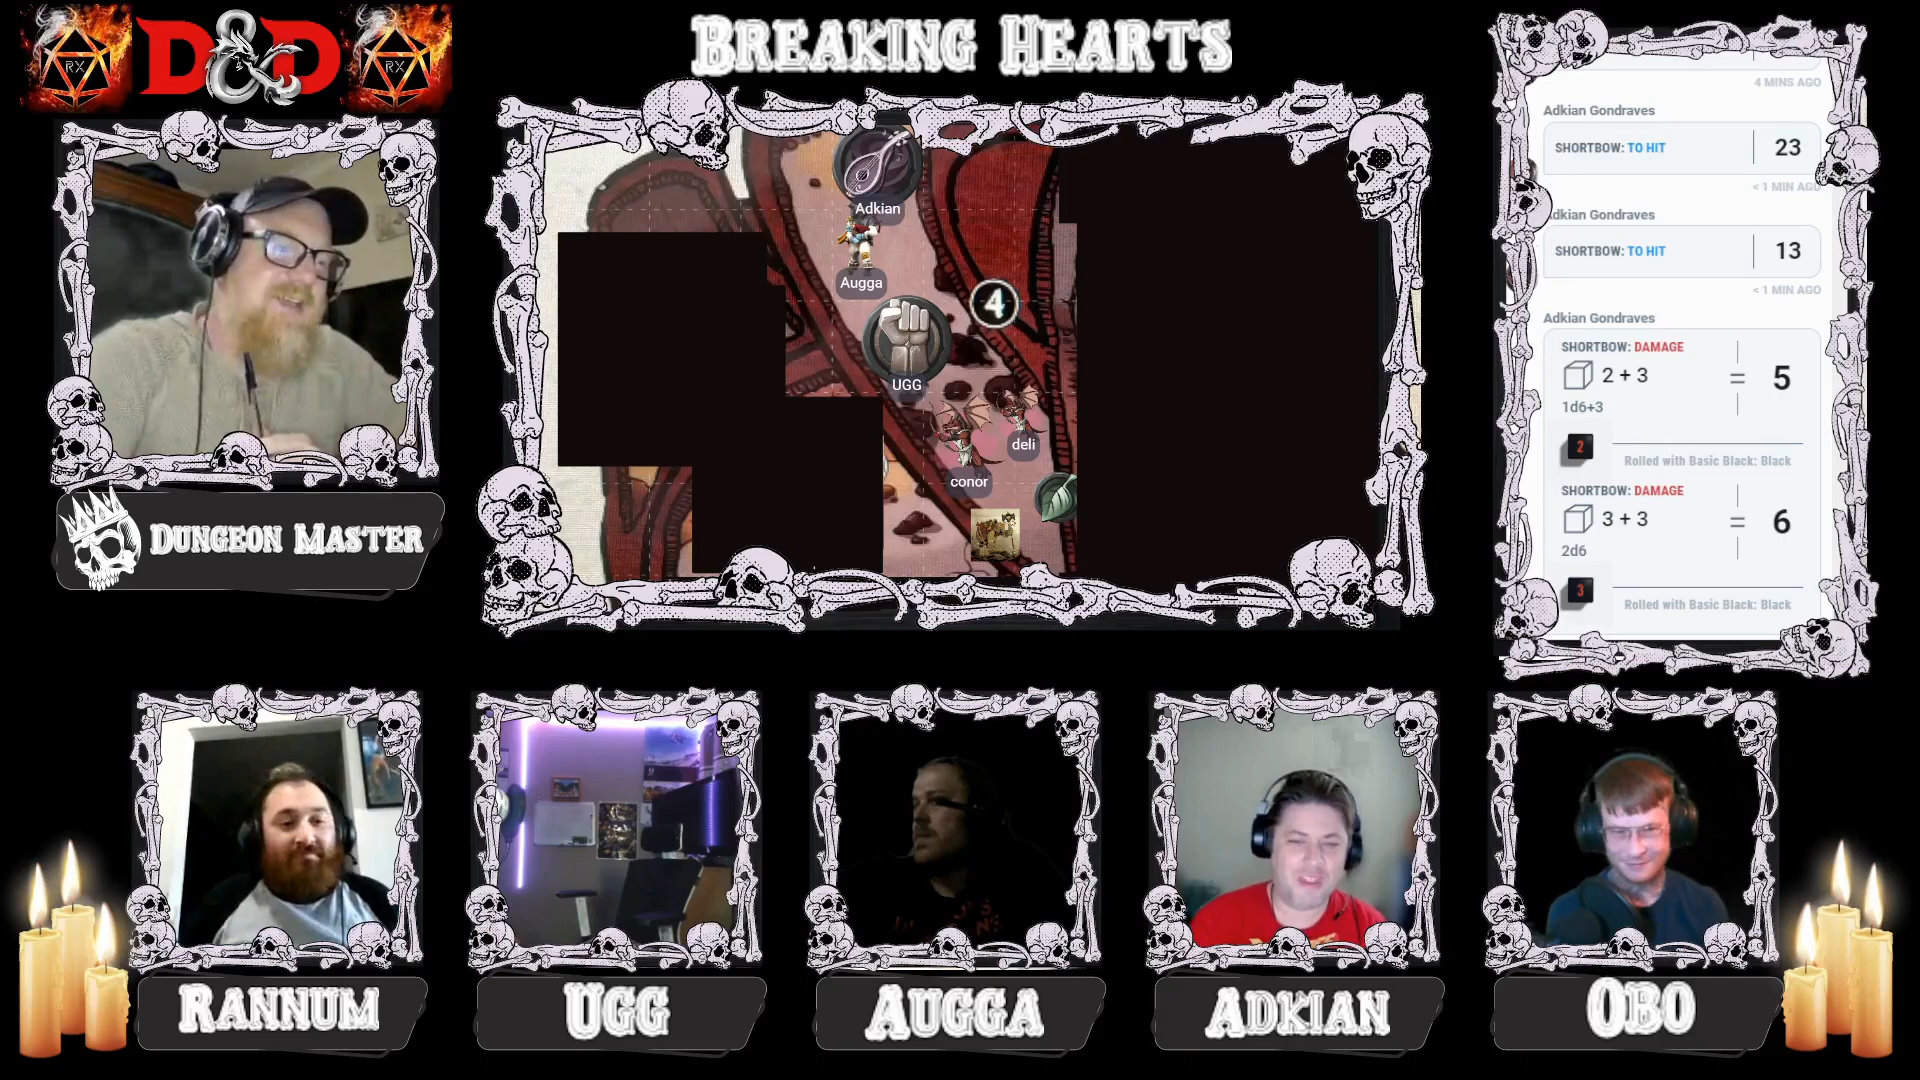 RX
D&D
RX
BREAKING HEARTS
DUNGEON MASTER
Adkian
Augga
4
UGG
deli
conor
4 MINS AGO
Adkian Gondraves
SHORTBOW: TO HIT
23
< 1 MIN AGO
dkian Gondraves
SHORTBOW: TO HIT
13
< 1 MIN AGO
Adkian Gondraves
SHORTBOW: DAMAGE
2 + 3 = 5
1d6+3
2
Rolled with Basic Black: Black
SHORTBOW: DAMAGE
3 + 3 = 6
2d6
3
Rolled with Basic Black: Black
RANNUM
UGG
AUGGA
ADKIAN
OBO